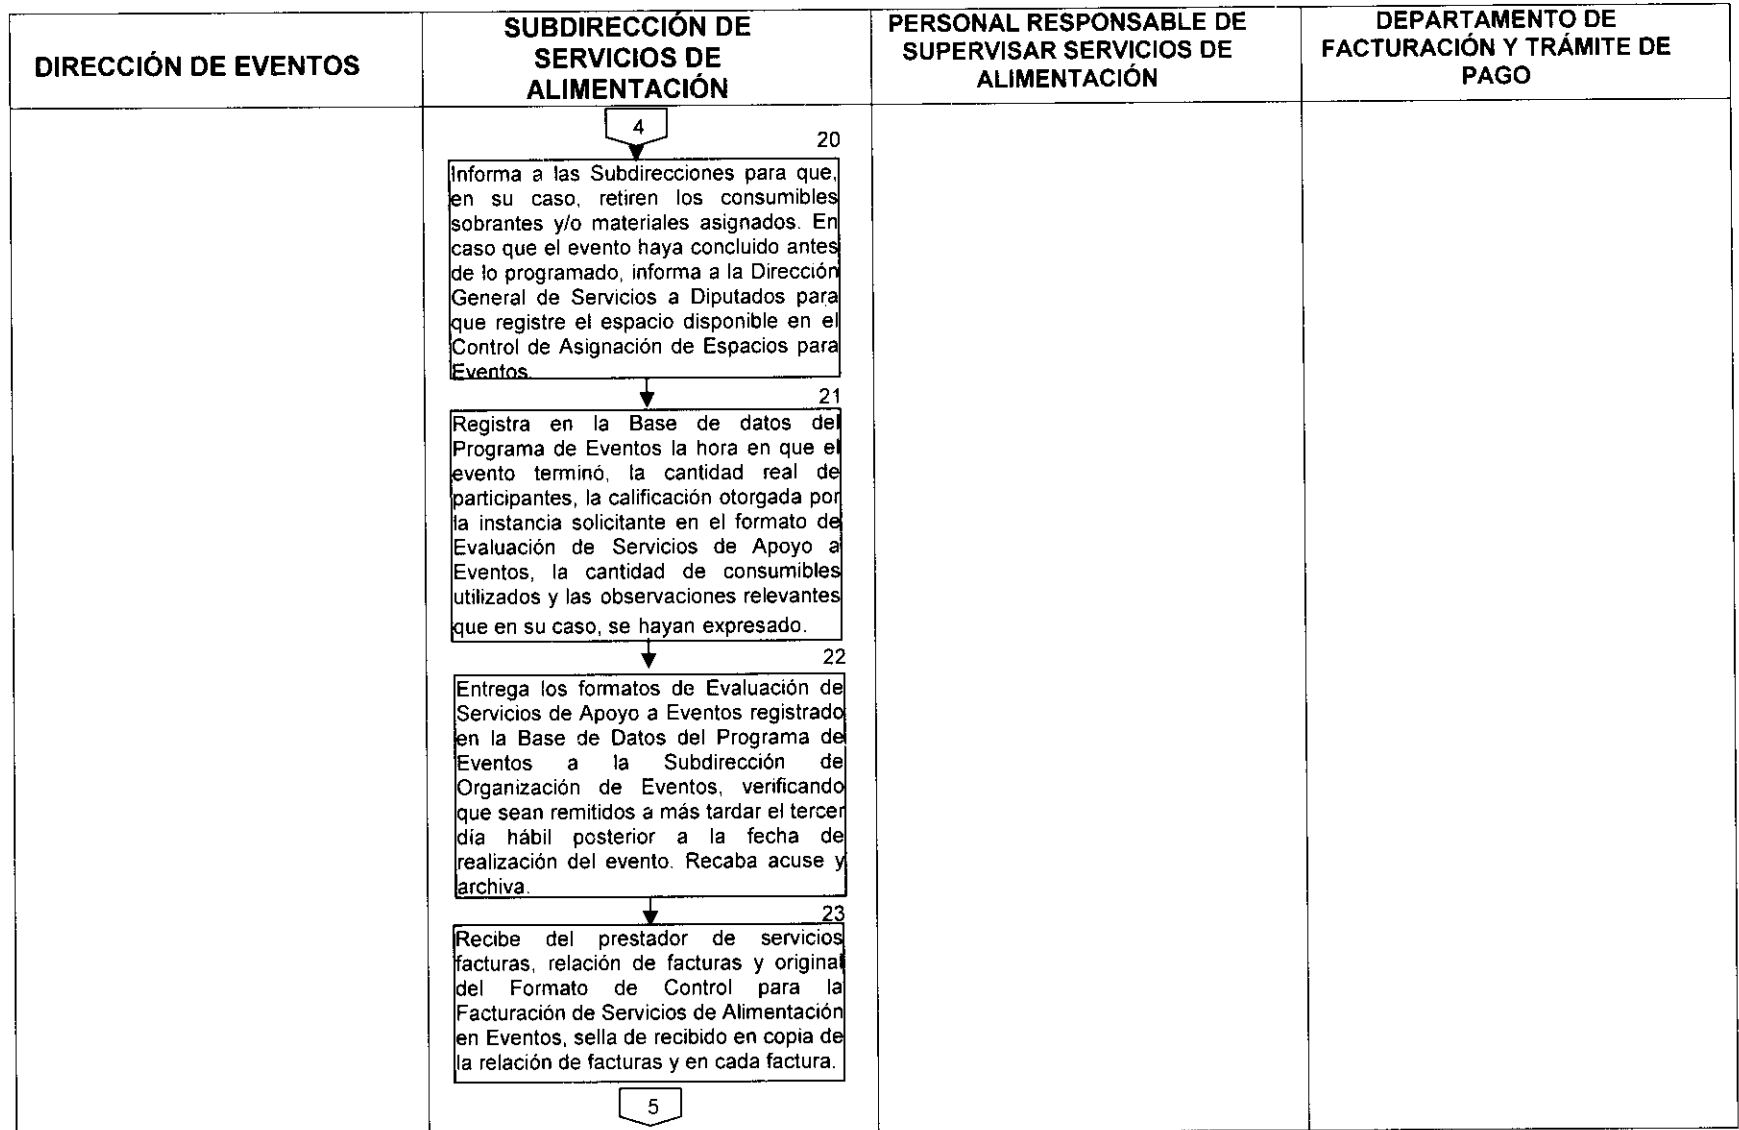 DIRECCIÓN DE EVENTOS
SUBDIRECCIÓN DE
SERVICIOS DE
ALIMENTACIÓN
PERSONAL RESPONSABLE DE
SUPERVISAR SERVICIOS DE
ALIMENTACIÓN
DEPARTAMENTO DE
FACTURACIÓN Y TRÁMITE DE
PAGO
4
20
Informa a las Subdirecciones para que,
en su caso, retiren los consumibles
sobrantes y/o materiales asignados. En
caso que el evento haya concluido antes
de lo programado, informa a la Dirección
General de Servicios a Diputados para
que registre el espacio disponible en el
Control de Asignación de Espacios para
Eventos.
21
Registra en la Base de datos del
Programa de Eventos la hora en que el
evento terminó, la cantidad real de
participantes, la calificación otorgada por
la instancia solicitante en el formato de
Evaluación de Servicios de Apoyo a
Eventos, la cantidad de consumibles
utilizados y las observaciones relevantes
que en su caso, se hayan expresado.
22
Entrega los formatos de Evaluación de
Servicios de Apoyo a Eventos registrado
en la Base de Datos del Programa de
Eventos a la Subdirección de
Organización de Eventos, verificando
que sean remitidos a más tardar el tercer
día hábil posterior a la fecha de
realización del evento. Recaba acuse y
archiva.
23
Recibe del prestador de servicios
facturas, relación de facturas y original
del Formato de Control para la
Facturación de Servicios de Alimentación
en Eventos, sella de recibido en copia de
la relación de facturas y en cada factura.
5